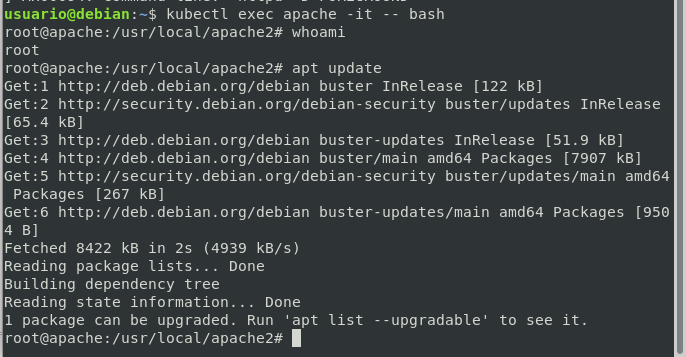 usuario@debian:~$ kubectl exec apache -it -- bash
root@apache:/usr/local/apache2# whoami
root
root@apache:/usr/local/apache2# apt update
Get:1 http://deb.debian.org/debian buster InRelease [122 kB]
Get:2 http://security.debian.org/debian-security buster/updates InRelease
[65.4 kB]
Get:3 http://deb.debian.org/debian buster-updates InRelease [51.9 kB]
Get:4 http://deb.debian.org/debian buster/main amd64 Packages [7907 kB]
Get:5 http://security.debian.org/debian-security buster/updates/main amd64
 Packages [267 kB]
Get:6 http://deb.debian.org/debian buster-updates/main amd64 Packages [950
4 B]
Fetched 8422 kB in 2s (4939 kB/s)
Reading package lists... Done
Building dependency tree
Reading state information... Done
1 package can be upgraded. Run 'apt list --upgradable' to see it.
root@apache:/usr/local/apache2#